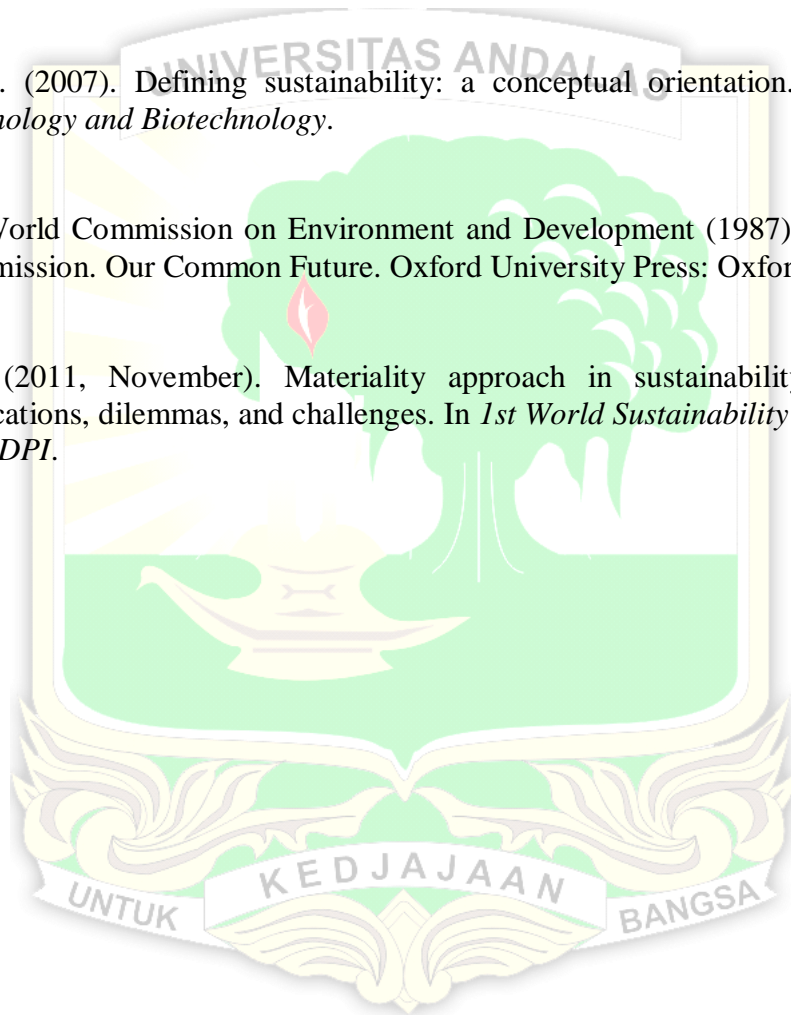 UNIVERSITAS ANDALAS
. (2007). Defining sustainability: a conceptual orientation.
nology and Biotechnology.
World Commission on Environment and Development (1987)
mission. Our Common Future. Oxford University Press: Oxfor
(2011, November). Materiality approach in sustainability
cations, dilemmas, and challenges. In 1st World Sustainability
DPI.
UNTUK KEDJAJAAN BANGSA